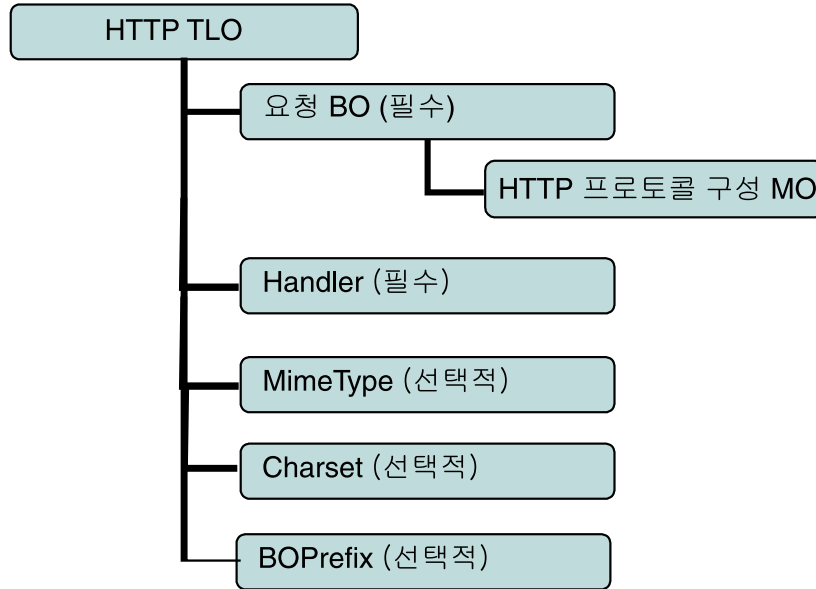 HTTP TLO
요청 BO (필수)
HTTP 프로토콜 구성 MO
Handler (필수)
MimeType (선택적)
Charset (선택적)
BOPrefix (선택적)